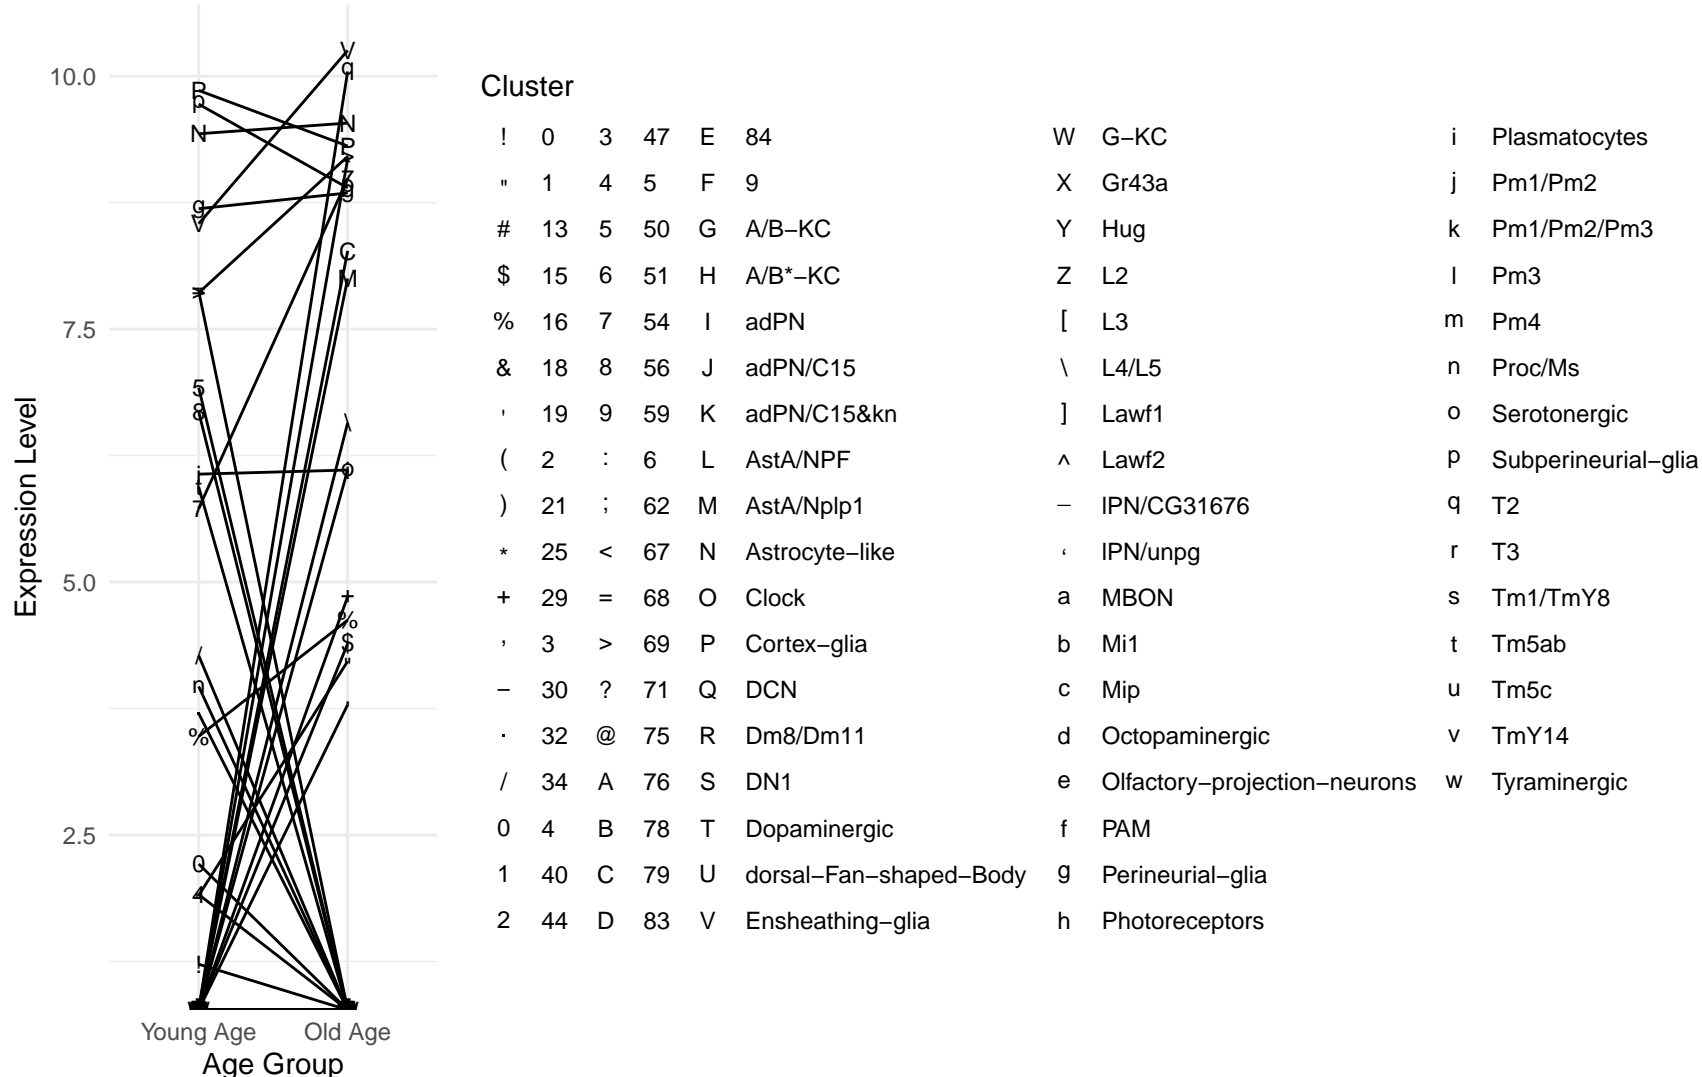 Expression Level
10.0
7.5
5.0
2.5
Young Age Old Age
Age Group
Cluster
! 0 3 47 E 84 W G−KC i Plasmatocytes
" 1 4 5 F 9 X Gr43a j Pm1/Pm2
# 13 5 50 G A/B−KC Y Hug k Pm1/Pm2/Pm3
$ 15 6 51 H A/B*−KC Z L2 l Pm3
% 16 7 54 I adPN [ L3 m Pm4
& 18 8 56 J adPN/C15 \ L4/L5 n Proc/Ms
' 19 9 59 K adPN/C15&kn ] Lawf1 o Serotonergic
( 2 : 6 L AstA/NPF ^ Lawf2 p Subperineurial−glia
) 21 ; 62 M AstA/Nplp1 − lPN/CG31676 q T2
* 25 < 67 N Astrocyte−like ‘ lPN/unpg r T3
+ 29 = 68 O Clock a MBON s Tm1/TmY8
, 3 > 69 P Cortex−glia b Mi1 t Tm5ab
− 30 ? 71 Q DCN c Mip u Tm5c
. 32 @ 75 R Dm8/Dm11 d Octopaminergic v TmY14
/ 34 A 76 S DN1 e Olfactory−projection−neurons w Tyraminergic
0 4 B 78 T Dopaminergic f PAM
1 40 C 79 U dorsal−Fan−shaped−Body g Perineurial−glia
2 44 D 83 V Ensheathing−glia h Photoreceptors